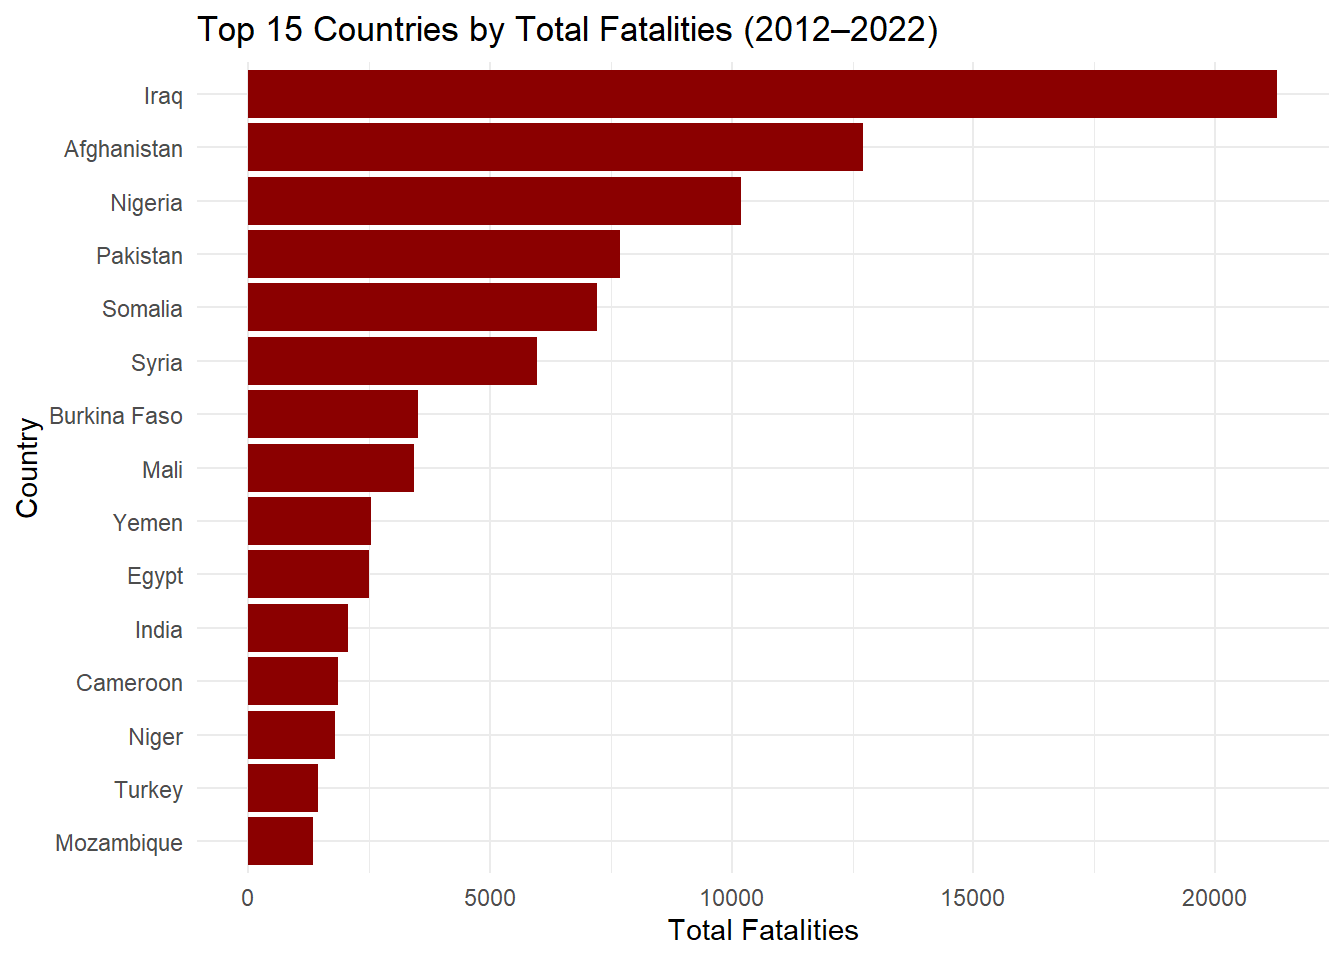 Top 15 Countries by Total Fatalities (2012–2022)
Country
Iraq
Afghanistan
Nigeria
Pakistan
Somalia
Syria
Burkina Faso
Mali
Yemen
Egypt
India
Cameroon
Niger
Turkey
Mozambique
0 5000 10000 15000 20000
Total Fatalities